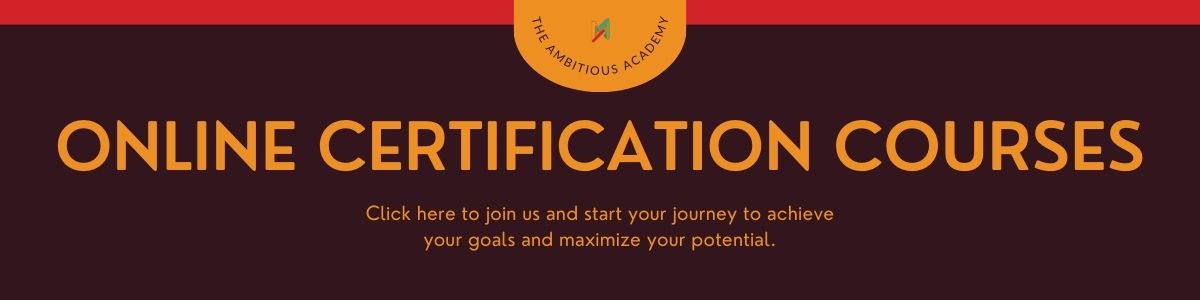 THE AMBITIOUS ACADEMY
ONLINE CERTIFICATION COURSES
Click here to join us and start your journey to achieve
your goals and maximize your potential.